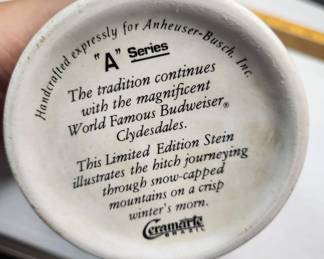 Handcrafted expressly for Anheuser-Busch, Inc.
"A" Series
The tradition continues
with the magnificent
World Famous Budweiser®
Clydesdales.
This Limited Edition Stein
illustrates the hitch journeying
through snow-capped
mountains on a crisp
winter's morn.
Ceramarte
BRAZIL